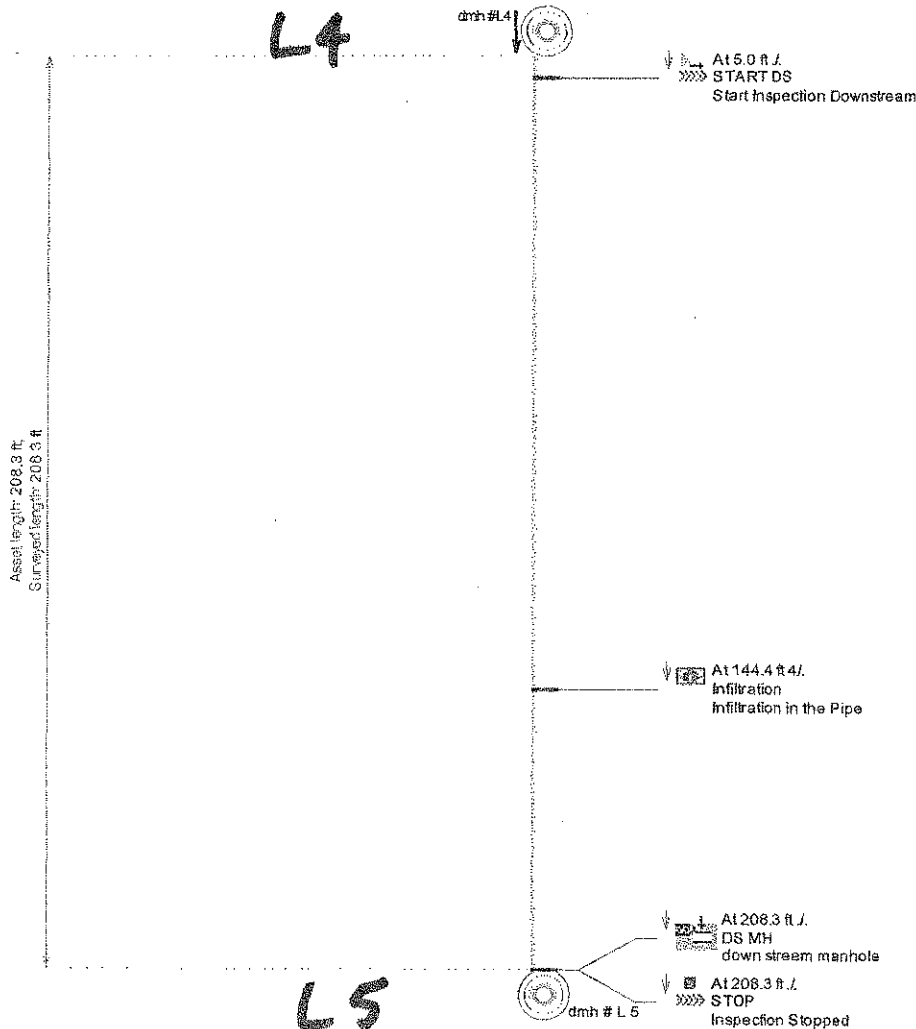 L4
dmh #L4
At 5.0 ft /.
START DS
Start Inspection Downstream
Asset length: 208.3 ft;
Surveyed length: 208.3 ft
At 144.4 ft 4/.
Infiltration
Infiltration in the Pipe
At 208.3 ft /.
DS MH
down streem manhole
At 208.3 ft /.
STOP
Inspection Stopped
dmh # L 5
L5